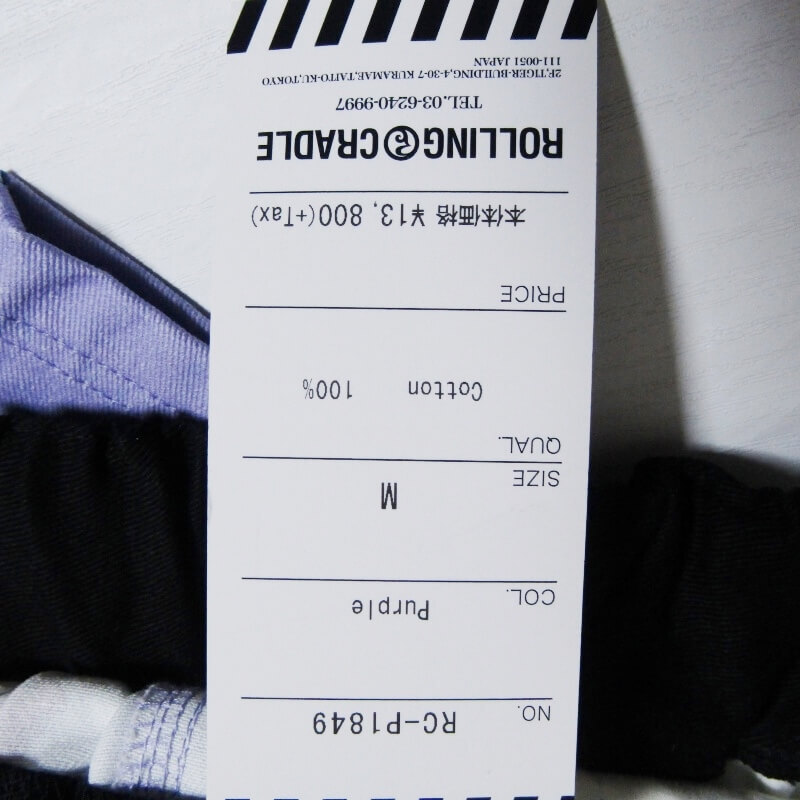 NO.
RC-P1849
COL.
Purple
SIZE
M
QUAL.
Cotton 100%
PRICE
本体価格 ¥13,800(+Tax)
ROLLING CRADLE
TEL.03-6240-9997
2F,TIGER-BUILDING,4-30-7 KURAMAE,TAITO-KU,TOKYO
111-0051 JAPAN